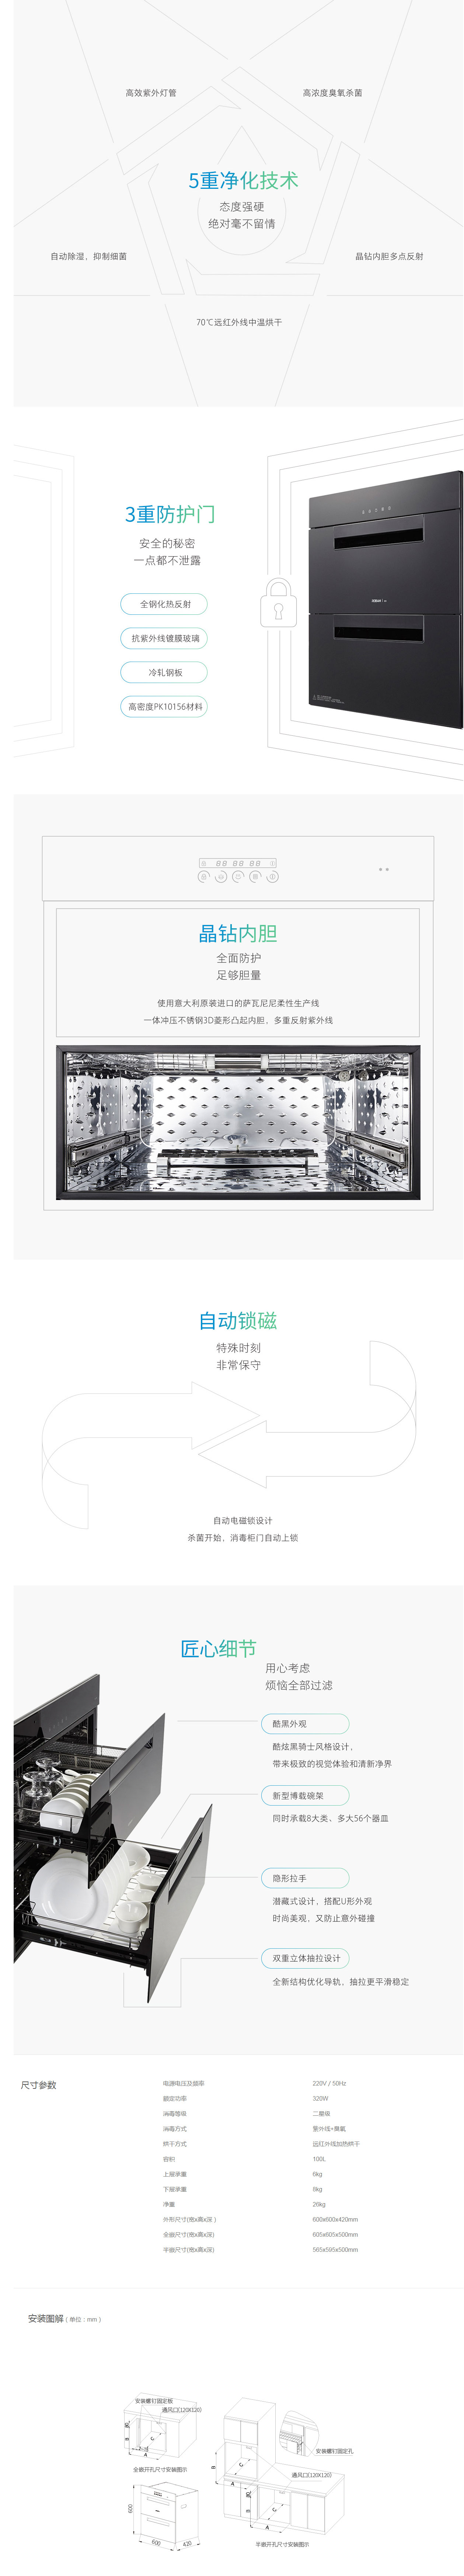 高效紫外灯管
高浓度臭氧杀菌
5重净化技术
态度强硬
绝对毫不留情
自动除湿，抑制细菌
晶钻内胆多点反射
70℃远红外线中温烘干
3重防护门
安全的秘密
一点都不泄露
全钢化热反射
抗紫外线镀膜玻璃
冷轧钢板
高密度PK10156材料
88 88 88
晶钻内胆
全面防护
足够胆量
使用意大利原装进口的萨瓦尼尼柔性生产线
一体冲压不锈钢3D菱形凸起内胆，多重反射紫外线
自动锁磁
特殊时刻
非常保守
自动电磁锁设计
杀菌开始，消毒柜门自动上锁
匠心细节
用心考虑
烦恼全部过滤
酷黑外观
酷炫黑骑士风格设计，
带来极致的视觉体验和清新净界
新型博载碗架
同时承载8大类、多大56个器皿
隐形拉手
潜藏式设计，搭配U形外观
时尚美观，又防止意外碰撞
双重立体抽拉设计
全新结构优化导轨，抽拉更平滑稳定
尺寸参数
电源电压及频率 220V / 50Hz
额定功率 320W
消毒等级 二星级
消毒方式 紫外线+臭氧
烘干方式 远红外线加热烘干
容积 100L
上层承重 6kg
下层承重 8kg
净重 26kg
外形尺寸(宽x高x深) 600x600x420mm
全嵌尺寸(宽x高x深) 605x605x500mm
半嵌尺寸(宽x高x深) 565x595x500mm
安装图解（单位：mm）
安装螺钉固定板
通风口(120X120)
B
C
A
全嵌开孔尺寸安装图示
600
600
420
安装螺钉固定孔
通风口(120X120)
B
C
A
B
C
A
半嵌开孔尺寸安装图示